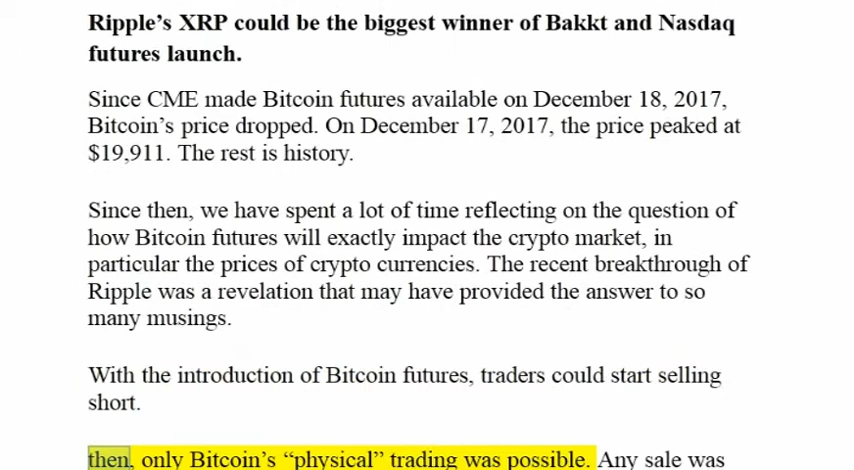 Ripple’s XRP could be the biggest winner of Bakkt and Nasdaq
futures launch.
Since CME made Bitcoin futures available on December 18, 2017,
Bitcoin’s price dropped. On December 17, 2017, the price peaked at
$19,911. The rest is history.
Since then, we have spent a lot of time reflecting on the question of
how Bitcoin futures will exactly impact the crypto market, in
particular the prices of crypto currencies. The recent breakthrough of
Ripple was a revelation that may have provided the answer to so
many musings.
With the introduction of Bitcoin futures, traders could start selling
short.
then, only Bitcoin’s “physical” trading was possible. Any sale was